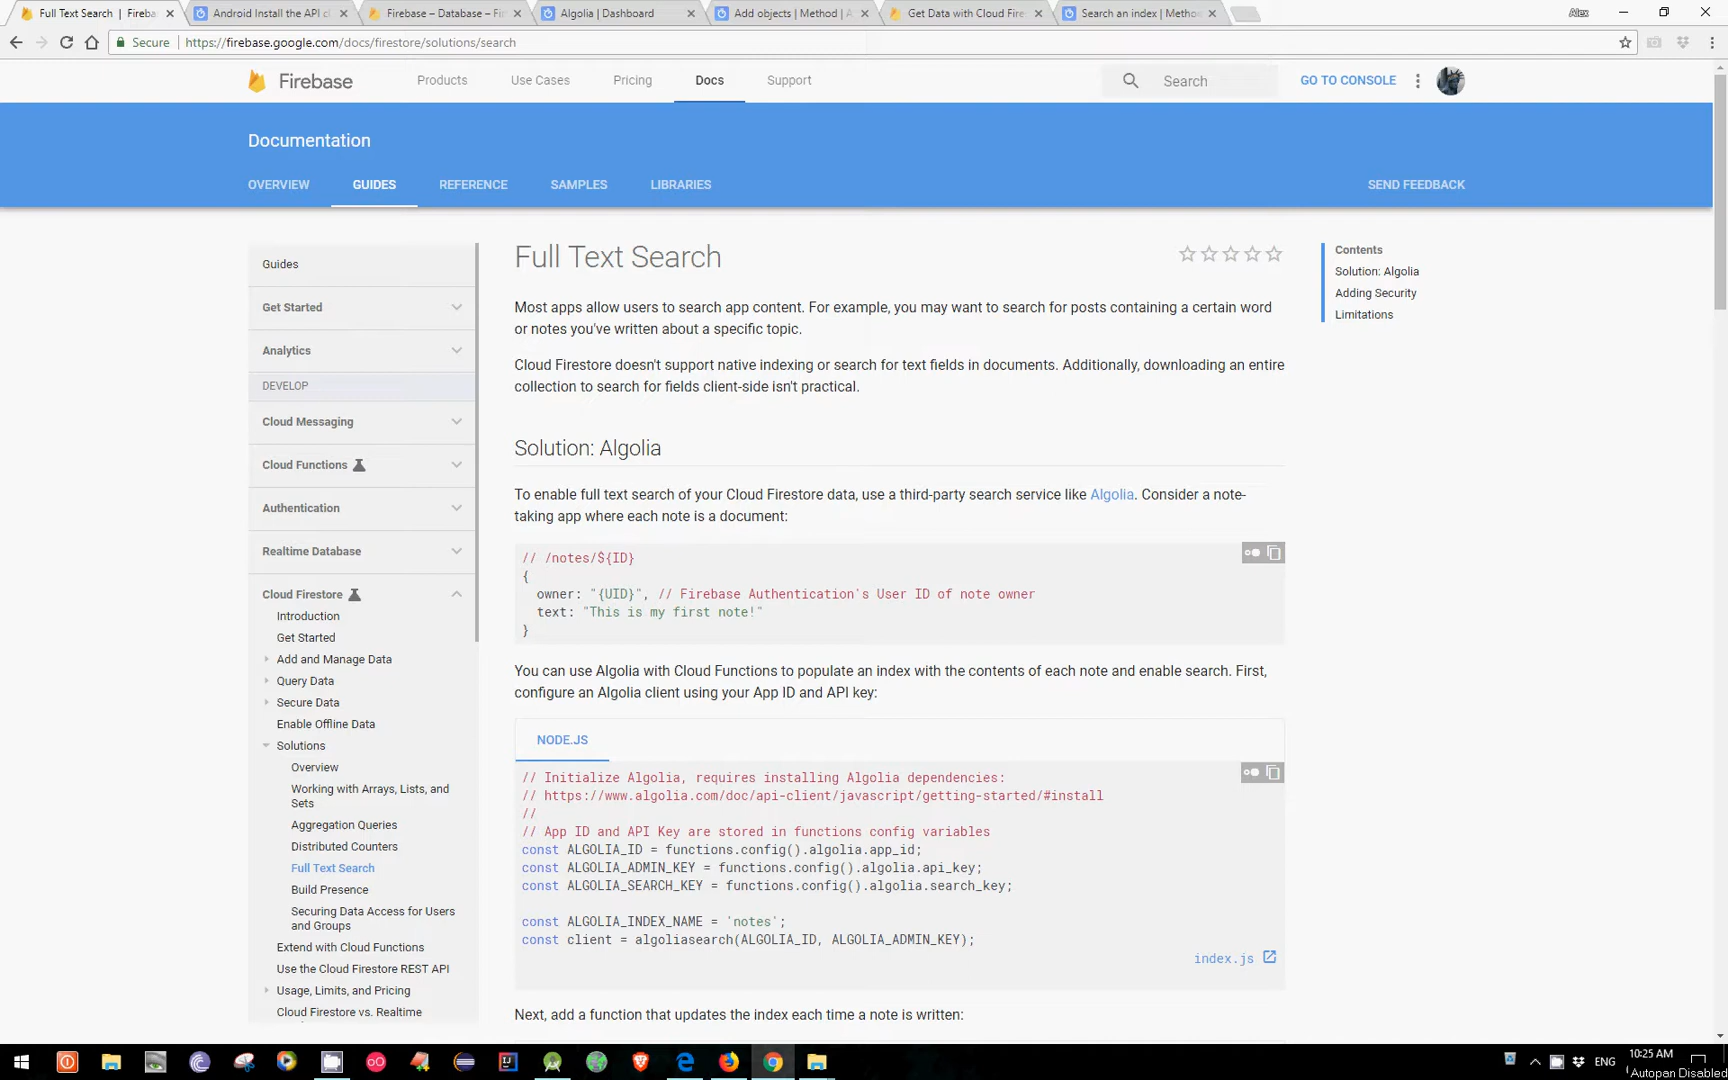 Full Text Search | Fireba
Android Install the API cl
Firebase – Database – Fi
Algolia | Dashboard
Add objects | Method | A
Get Data with Cloud Fire
Search an index | Metho
Alex
Secure
https://firebase.google.com/docs/firestore/solutions/search
Firebase
Products
Use Cases
Pricing
Docs
Support
Search
GO TO CONSOLE
Documentation
OVERVIEW
GUIDES
REFERENCE
SAMPLES
LIBRARIES
SEND FEEDBACK
Guides
Get Started
Analytics
DEVELOP
Cloud Messaging
Cloud Functions
Authentication
Realtime Database
Cloud Firestore
Introduction
Get Started
Add and Manage Data
Query Data
Secure Data
Enable Offline Data
Solutions
Overview
Working with Arrays, Lists, and
Sets
Aggregation Queries
Distributed Counters
Full Text Search
Build Presence
Securing Data Access for Users
and Groups
Extend with Cloud Functions
Use the Cloud Firestore REST API
Usage, Limits, and Pricing
Cloud Firestore vs. Realtime
Full Text Search
Most apps allow users to search app content. For example, you may want to search for posts containing a certain word
or notes you've written about a specific topic.
Cloud Firestore doesn't support native indexing or search for text fields in documents. Additionally, downloading an entire
collection to search for fields client-side isn't practical.
Solution: Algolia
To enable full text search of your Cloud Firestore data, use a third-party search service like Algolia. Consider a note-
taking app where each note is a document:
// /notes/${ID}
{
owner: "{UID}", // Firebase Authentication's User ID of note owner
text: "This is my first note!"
}
You can use Algolia with Cloud Functions to populate an index with the contents of each note and enable search. First,
configure an Algolia client using your App ID and API key:
NODE.JS
// Initialize Algolia, requires installing Algolia dependencies:
// https://www.algolia.com/doc/api-client/javascript/getting-started/#install
//
// App ID and API Key are stored in functions config variables
const ALGOLIA_ID = functions.config().algolia.app_id;
const ALGOLIA_ADMIN_KEY = functions.config().algolia.api_key;
const ALGOLIA_SEARCH_KEY = functions.config().algolia.search_key;
const ALGOLIA_INDEX_NAME = 'notes';
const client = algoliasearch(ALGOLIA_ID, ALGOLIA_ADMIN_KEY);
index.js
Next, add a function that updates the index each time a note is written:
Contents
Solution: Algolia
Adding Security
Limitations
ENG
10:25 AM
Autopan Disabled